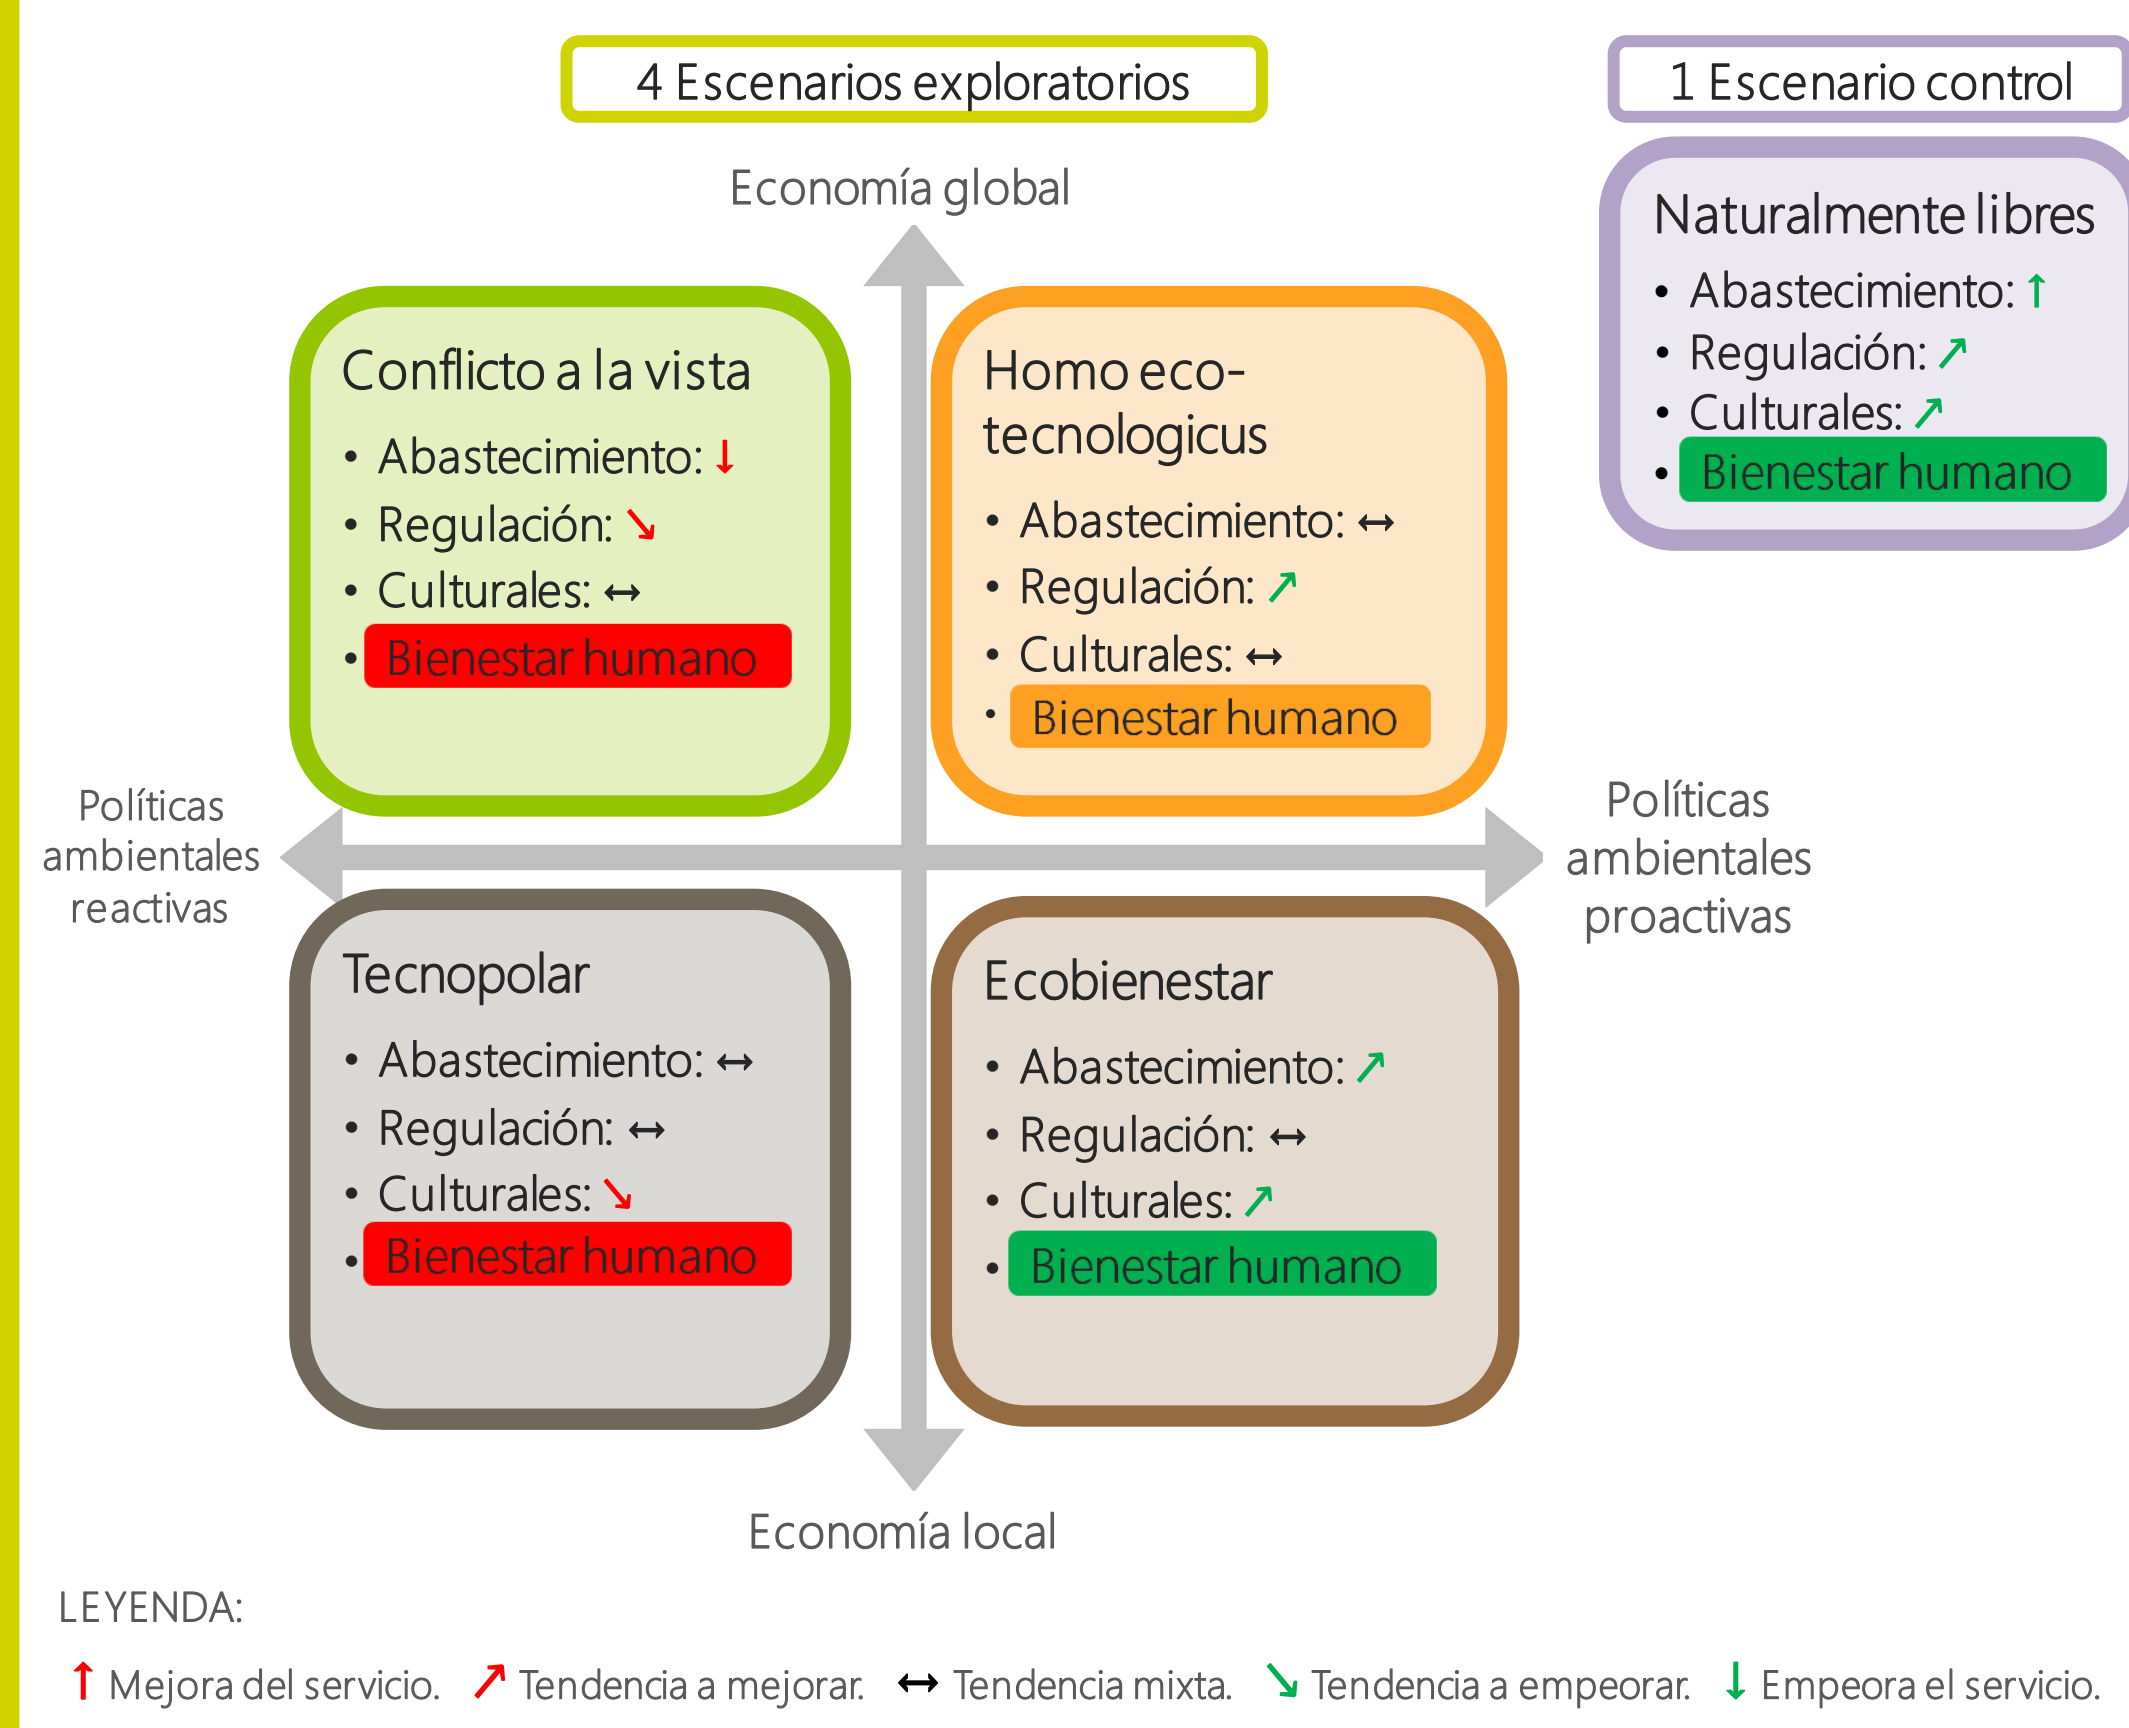 4 Escenarios exploratorios
1 Escenario control
Economía global
Naturalmente libres
• Abastecimiento: ↑
• Regulación: ↗
• Culturales: ↗
• Bienestar humano
Conflicto a la vista
• Abastecimiento: ↓
• Regulación: ↘
• Culturales: ↔
• Bienestar humano
Homo eco-
tecnologicus
• Abastecimiento: ↔
• Regulación: ↗
• Culturales: ↔
• Bienestar humano
Políticas
ambientales
reactivas
Políticas
ambientales
proactivas
Tecnopolar
• Abastecimiento: ↔
• Regulación: ↔
• Culturales: ↘
• Bienestar humano
Ecobienestar
• Abastecimiento: ↗
• Regulación: ↔
• Culturales: ↗
• Bienestar humano
Economía local
LEYENDA:
↑ Mejora del servicio. ↗ Tendencia a mejorar. ↔ Tendencia mixta. ↘ Tendencia a empeorar. ↓ Empeora el servicio.